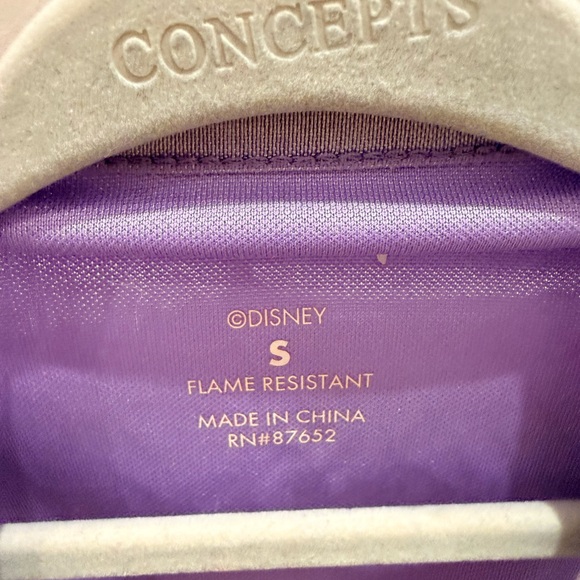 CONCEPTS
©DISNEY
S
FLAME RESISTANT
MADE IN CHINA
RN#87652